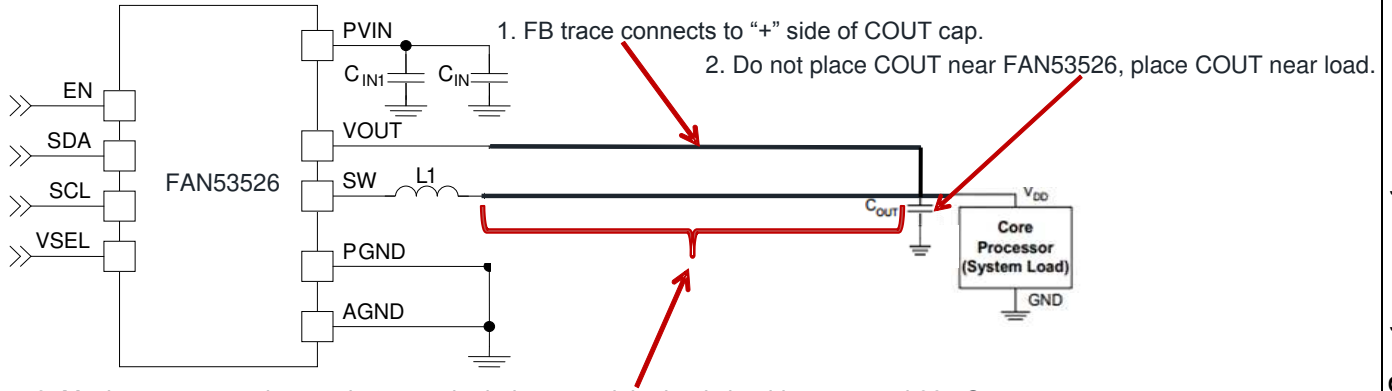 1. FB trace connects to “+” side of COUT cap.
2. Do not place COUT near FAN53526, place COUT near load.
PVIN
CIN1
CIN
EN
VOUT
SDA
FAN53526
SW
L1
SCL
COUT
VDD
VSEL
Core
Processor
(System Load)
PGND
GND
AGND